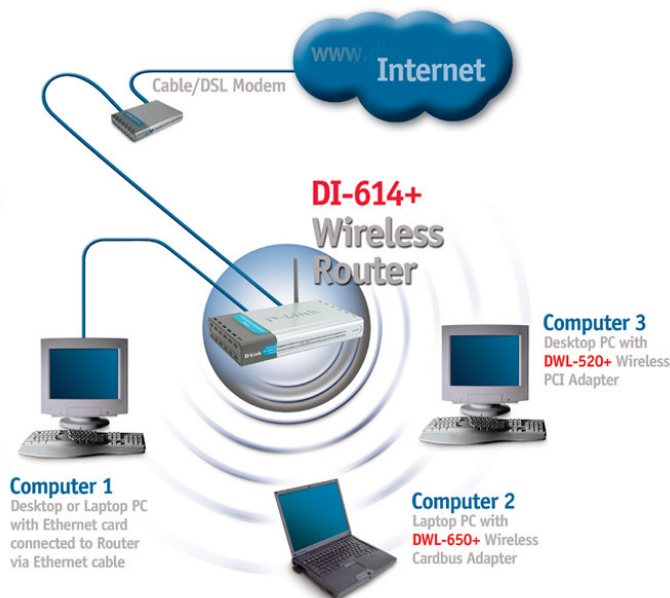 www.d
Internet
Cable/DSL Modem
DI-614+
Wireless
Router
D-Link
D-Link
Computer 3
Desktop PC with
DWL-520+ Wireless
PCI Adapter
Computer 1
Desktop or Laptop PC
with Ethernet card
connected to Router
via Ethernet cable
Computer 2
Laptop PC with
DWL-650+ Wireless
Cardbus Adapter